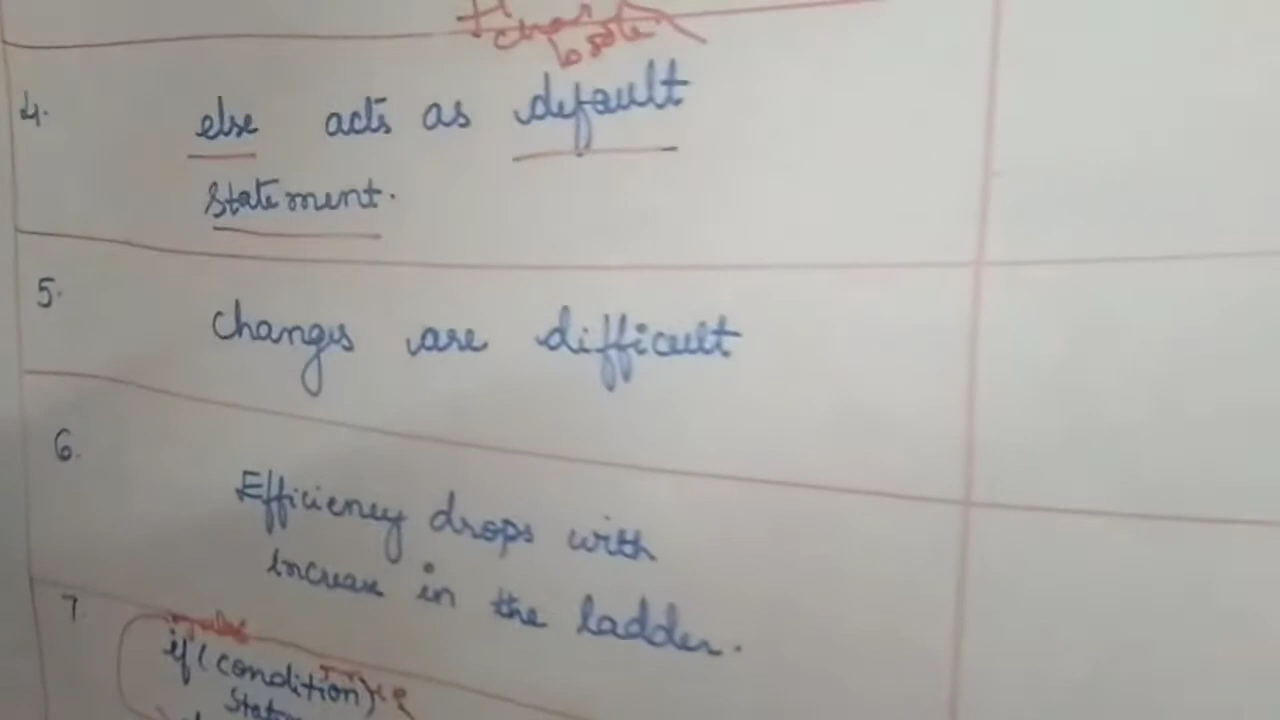 4. else acts as default
statement.
5. changes are difficult
6. Efficiency drops with
increase in the ladder.
7.
if (condition)